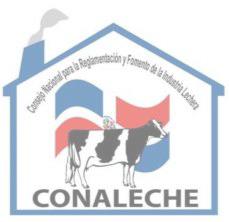 Consejo Nacional para la Reglamentación y Fomento de la Industria Lechera
CONALECHE